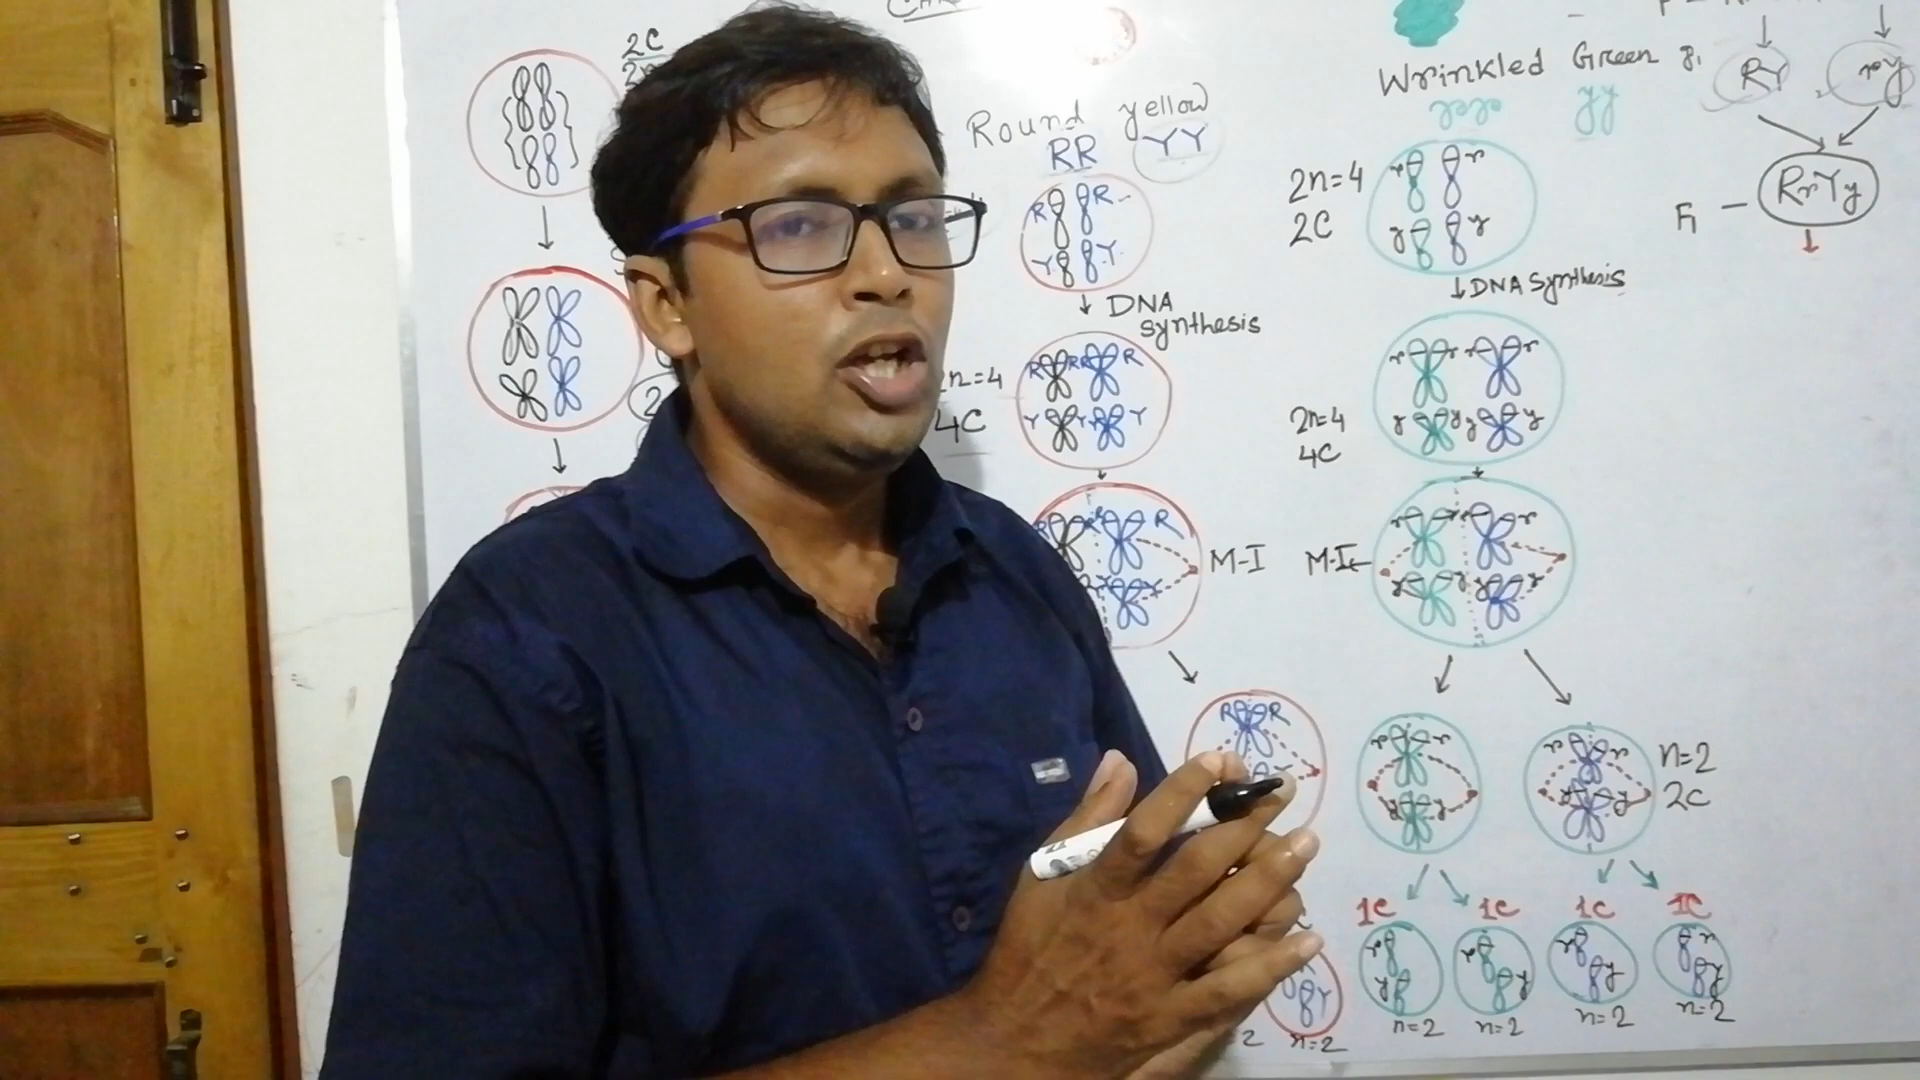 2C
Round yellow
RR YY
R R
Y Y
DNA
synthesis
2n=4
4C
R R R
Y Y Y
R
M-I
R R
Y
n=2
Wrinkled Green
rr yy
2n=4
2C
r r
y y
DNA Synthesis
2n=4
4C
r r r r
y y y y
M-I
r r
y y y
r r
y y
r r
y y
n=2
2C
1C 1C 1C 1C
r r r r
y y y y
n=2 n=2 n=2 n=2
RY ry
F1 – RrYy